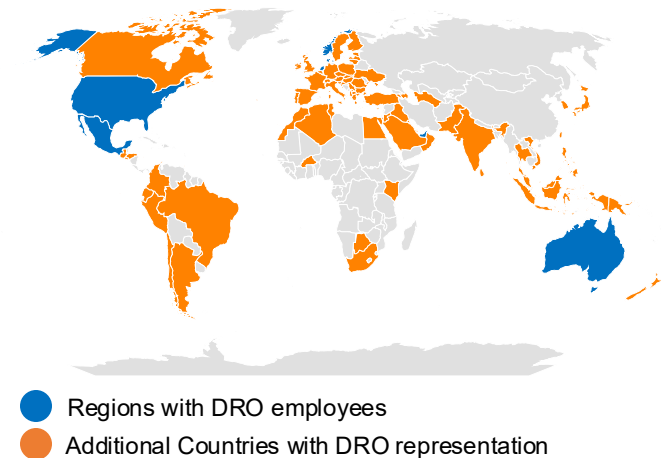 Regions with DRO employees
Additional Countries with DRO representation